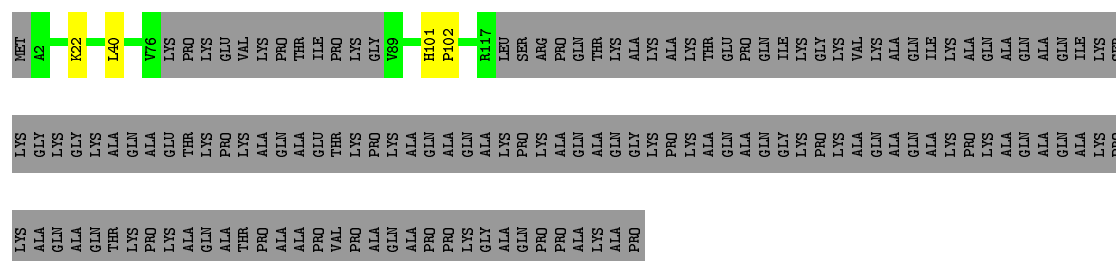 MET A2 K22 L40 V76 LYS PRO LYS GLU VAL LYS PRO THR ILE PRO LYS GLY V89 H101 P102 R117 LEU SER ARG PRO GLN THR LYS ALA LYS ALA LYS THR GLU PRO GLN ILE LYS GLY LYS VAL LYS ALA GLN ILE LYS ALA GLN ALA GLN ILE LYS
LYS GLY LYS GLY LYS ALA GLN ALA GLU THR LYS PRO LYS ALA GLN ALA GLU THR LYS PRO LYS ALA GLN ALA GLN ALA LYS PRO LYS ALA GLN ALA GLN GLY LYS PRO LYS ALA GLN ALA GLN GLY LYS PRO LYS ALA GLN ALA GLN ALA LYS PRO LYS ALA GLN ALA GLN ALA LYS PRO
LYS ALA GLN ALA GLN THR LYS PRO LYS ALA GLN ALA THR PRO ALA ALA PRO VAL PRO ALA GLN ALA PRO PRO LYS GLY ALA GLN PRO PRO ALA LYS ALA PRO